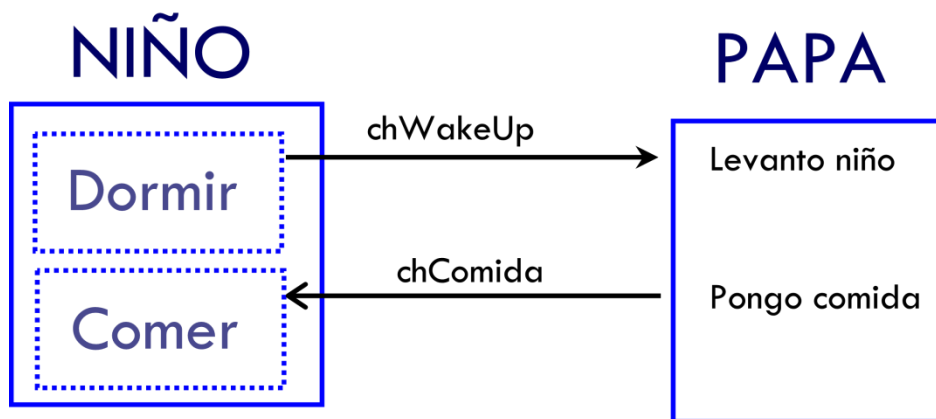 NIÑO
PAPA
chWakeUp
Levanto niño
Dormir
chComida
Pongo comida
Comer